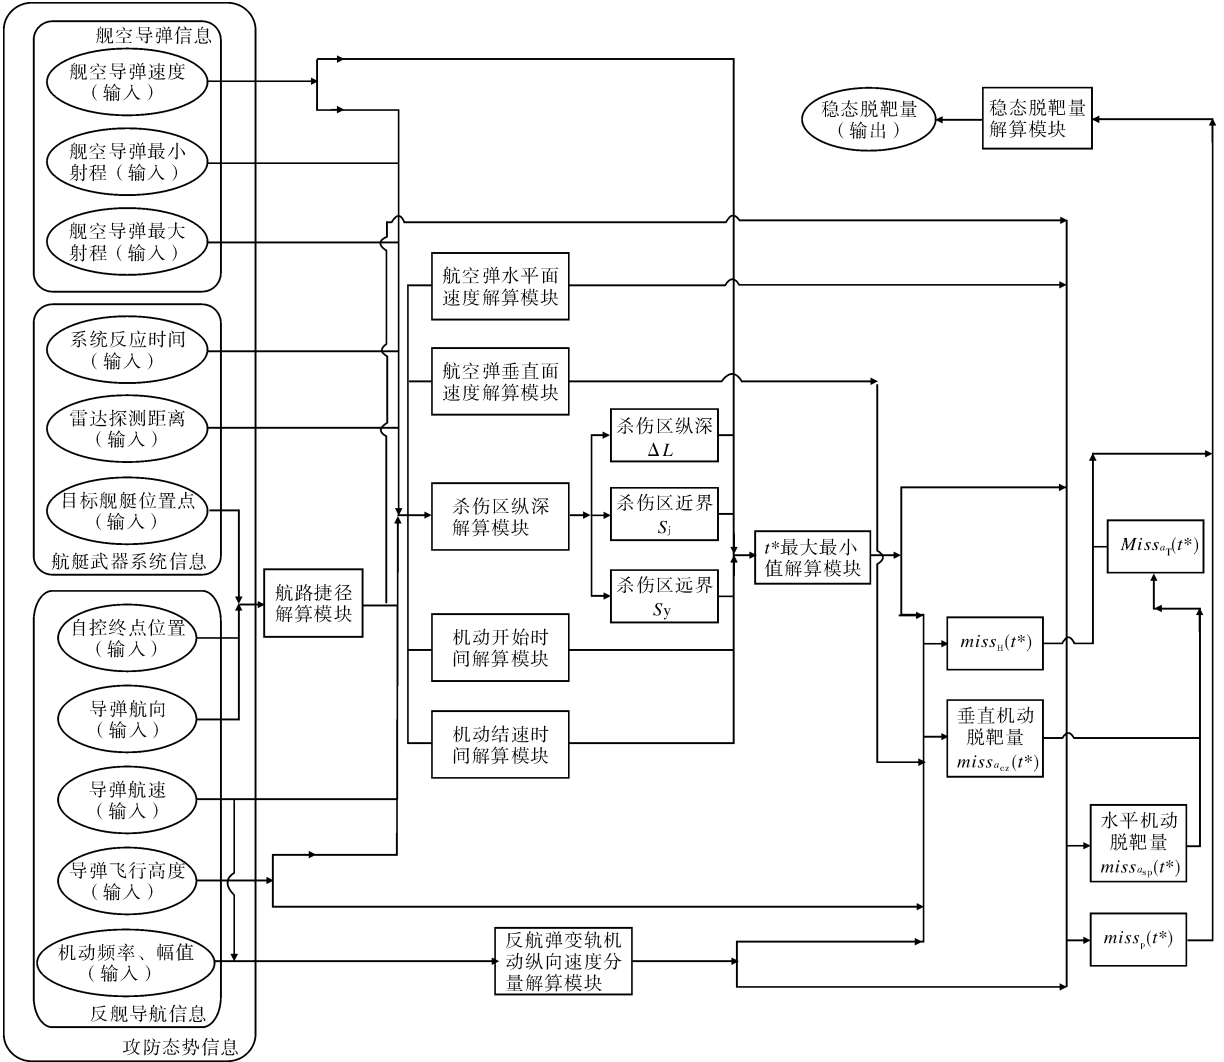 舰空导弹信息
舰空导弹速度
（输入）
舰空导弹最小
射程（输入）
舰空导弹最大
射程（输入）
系统反应时间
（输入）
雷达探测距离
（输入）
目标舰艇位置点
（输入）
航艇武器系统信息
自控终点位置
（输入）
导弹航向
（输入）
导弹航速
（输入）
导弹飞行高度
（输入）
机动频率、幅值
（输入）
反舰导航信息
攻防态势信息
航路捷径
解算模块
航空弹水平面
速度解算模块
航空弹垂直面
速度解算模块
杀伤区纵深
解算模块
机动开始时
间解算模块
机动结速时
间解算模块
反航弹变轨机
动纵向速度分
量解算模块
杀伤区纵深
ΔL
杀伤区近界
Sj
杀伤区远界
Sy
t*最大最小
值解算模块
稳态脱靶量
（输出）
稳态脱靶量
解算模块
missH(t*)
垂直机动
脱靶量
missacz(t*)
MissaT(t*)
水平机动
脱靶量
missasp(t*)
missp(t*)